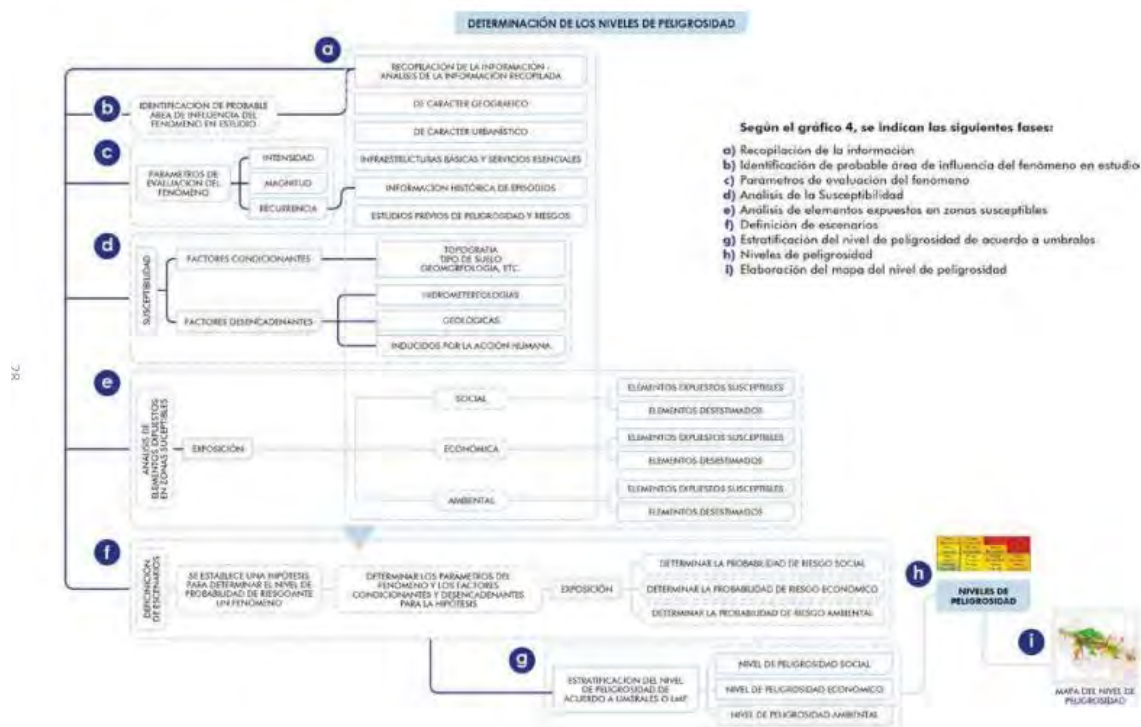 DETERMINACIÓN DE LOS NIVELES DE PELIGROSIDAD
a
RECOPILACIÓN DE LA INFORMACIÓN -
ANÁLISIS DE LA INFORMACIÓN RECOPILADA
b
IDENTIFICACIÓN DE PROBABLE
ÁREA DE INFLUENCIA DEL
FENÓMENO EN ESTUDIO
DE CARÁCTER GEOGRÁFICO
DE CARÁCTER URBANÍSTICO
INFRAESTRUCTURAS BÁSICAS Y SERVICIOS ESENCIALES
INFORMACIÓN HISTÓRICA DE EPISODIOS
ESTUDIOS PREVIOS DE PELIGROSIDAD Y RIESGOS
c
PARÁMETROS DE
EVALUACIÓN DEL
FENÓMENO
INTENSIDAD
MAGNITUD
RECURRENCIA
Según el gráfico 4, se indican las siguientes fases:
a) Recopilación de la información
b) Identificación de probable área de influencia del fenómeno en estudio
c) Parámetros de evaluación del fenómeno
d) Análisis de la Susceptibilidad
e) Análisis de elementos expuestos en zonas susceptibles
f) Definición de escenarios
g) Estratificación del nivel de peligrosidad de acuerdo a umbrales
h) Niveles de peligrosidad
i) Elaboración del mapa del nivel de peligrosidad
d
SUSCEPTIBILIDAD
FACTORES CONDICIONANTES
TOPOGRAFÍA
TIPO DE SUELO
GEOMORFOLOGÍA, ETC.
FACTORES DESENCADENANTES
HIDROMETEREOLOGÍAS
GEOLÓGICAS
INDUCIDOS POR LA ACCIÓN HUMANA
28
e
ANÁLISIS DE
ELEMENTOS EXPUESTOS
EN ZONAS SUSCEPTIBLES
EXPOSICIÓN
SOCIAL
ELEMENTOS EXPUESTOS SUSCEPTIBLES
ELEMENTOS DESESTIMADOS
ECONÓMICA
ELEMENTOS EXPUESTOS SUSCEPTIBLES
ELEMENTOS DESESTIMADOS
AMBIENTAL
ELEMENTOS EXPUESTOS SUSCEPTIBLES
ELEMENTOS DESESTIMADOS
f
DEFICINICIÓN
DE ESCENARIOS
SE ESTABLECE UNA HIPÓTESIS
PARA DETERMINAR EL NIVEL DE
PROBABILIDAD DE RIESGO ANTE
UN FENÓMENO
DETERMINAR LOS PARÁMETROS DEL
FENÓMENO Y LOS FACTORES
CONDICIONANTES Y DESENCADENANTES
PARA LA HIPÓTESIS
EXPOSICIÓN
DETERMINAR LA PROBABILIDAD DE RIESGO SOCIAL
DETERMINAR LA PROBABILIDAD DE RIESGO ECONÓMICO
DETERMINAR LA PROBABILIDAD DE RIESGO AMBIENTAL
g
ESTRATIFICACIÓN DEL NIVEL
DE PELIGROSIDAD DE
ACUERDO A UMBRALES O LMP
NIVEL DE PELIGROSIDAD SOCIAL
NIVEL DE PELIGROSIDAD ECONÓMICO
NIVEL DE PELIGROSIDAD AMBIENTAL
h
NIVELES DE
PELIGROSIDAD
i
MAPA DEL NIVEL DE
PELIGROSIDAD